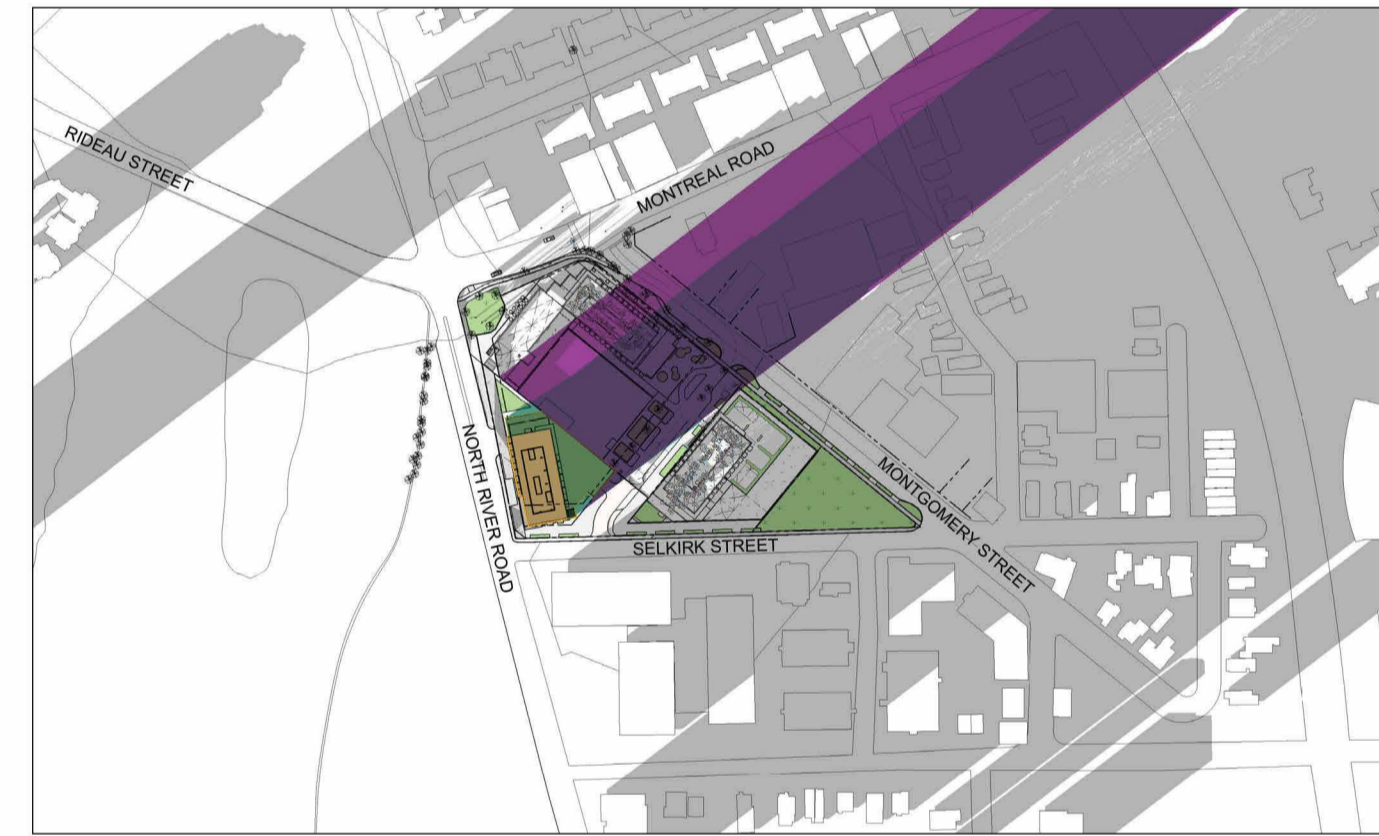 RIDEAU STREET
MONTREAL ROAD
NORTH RIVER ROAD
MONTGOMERY STREET
SELKIRK STREET